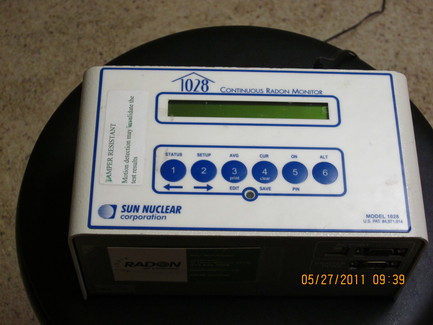 1028 CONTINUOUS RADON MONITOR
TAMPER RESISTANT
Motion detection may invalidate the
test results
STATUS SETUP AVG CUR ON ALT
1 2 3 4 5 6
print clear
EDIT SAVE PIN
SUN NUCLEAR
corporation
MODEL 1028
RADON
05/27/2011 09:39